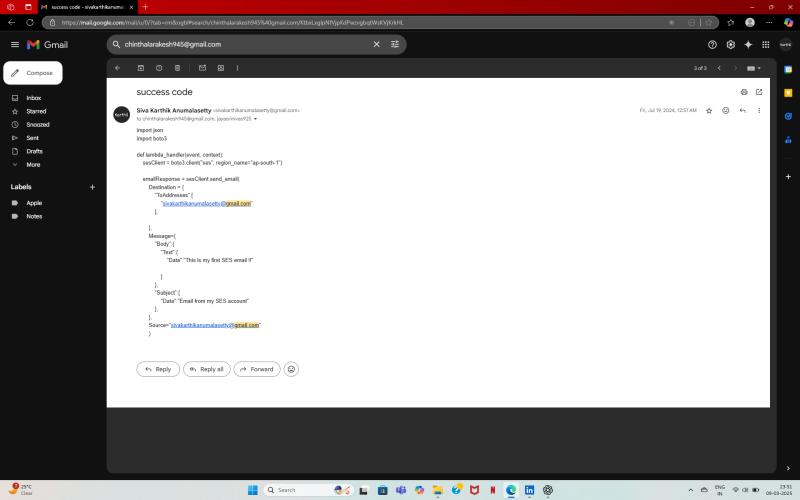 success code - sivakarthikanumala
https://mail.google.com/mail/u/0/?tab=rm&ogbl#search/chinthalarakesh945%40gmail.com/
Gmail
chinthalarakesh945@gmail.com
Compose
3 of 3
Inbox
Starred
Snoozed
Sent
Drafts
More
Labels
Apple
Notes
success code
Siva Karthik Anumalasetty <sivakarthikanumalasetty@gmail.com>
Fri, Jul 19, 2024, 12:57 AM
to chinthalarakesh945@gmail.com, jayasrinivas925
import json
import boto3
def lambda_handler(event, context):
sesClient = boto3.client("ses", region_name="ap-south-1")
emailResponse = sesClient.send_email(
Destination = {
"ToAddresses":[
"sivakarthikanumalasetty@gmail.com"
],
},
Message={
"Body":{
"Text":{
"Data":"This is my first SES email !!"
}
},
"Subject":{
"Data":"Email from my SES account"
},
},
Source="sivakarthikanumalasetty@gmail.com"
)
Reply
Reply all
Forward
25°C
Clear
Search
ENG
IN
23:51
09-03-2025